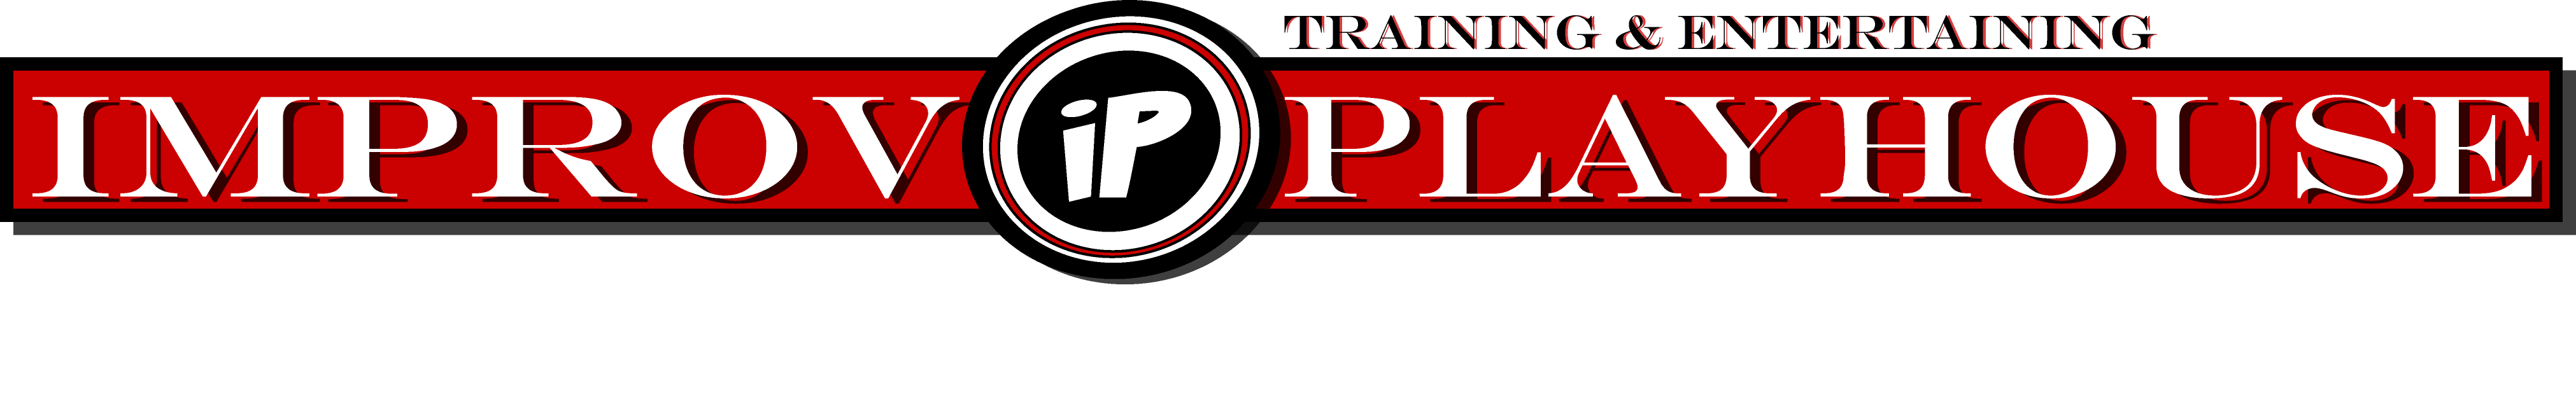 TRAINING & ENTERTAINING
IMPROV iP PLAYHOUSE